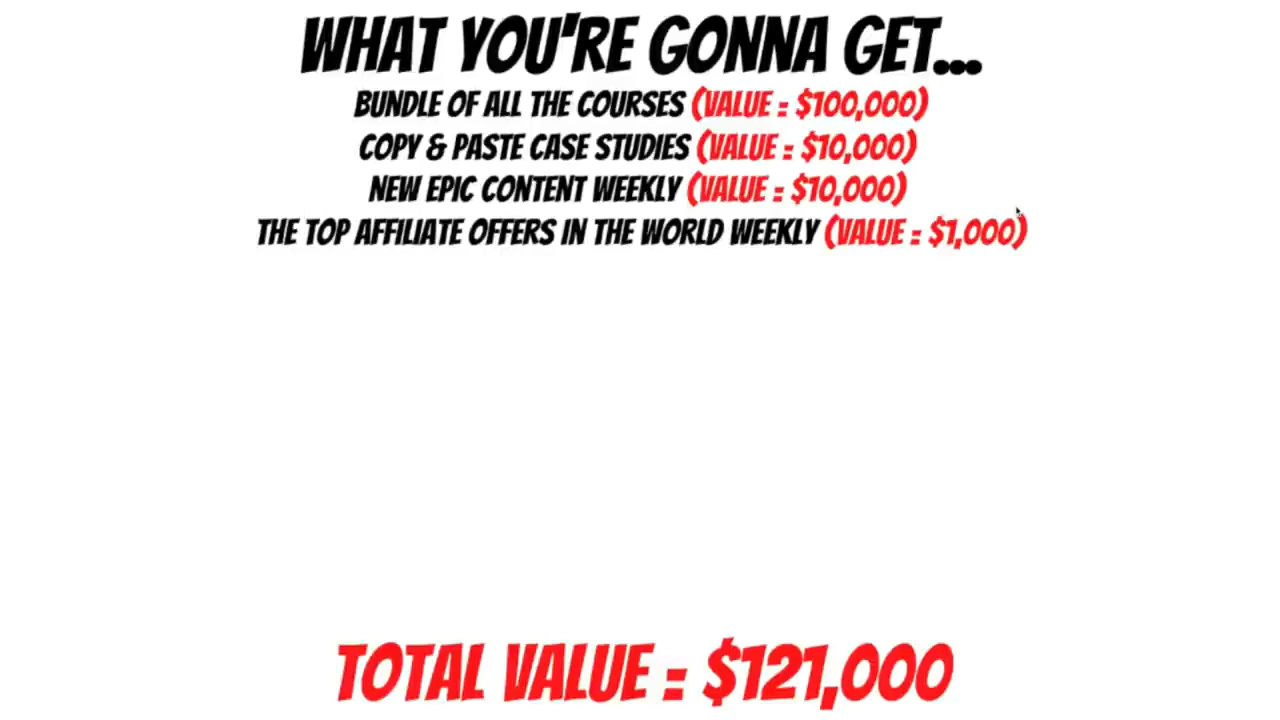 WHAT YOU'RE GONNA GET...
BUNDLE OF ALL THE COURSES (VALUE = $100,000)
COPY & PASTE CASE STUDIES (VALUE = $10,000)
NEW EPIC CONTENT WEEKLY (VALUE = $10,000)
THE TOP AFFILIATE OFFERS IN THE WORLD WEEKLY (VALUE = $1,000)
TOTAL VALUE = $121,000